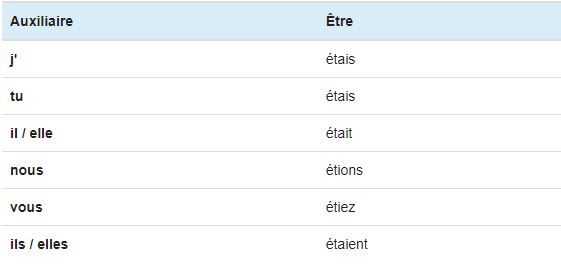 Auxiliaire Être
j' étais
tu étais
il / elle était
nous étions
vous étiez
ils / elles étaient